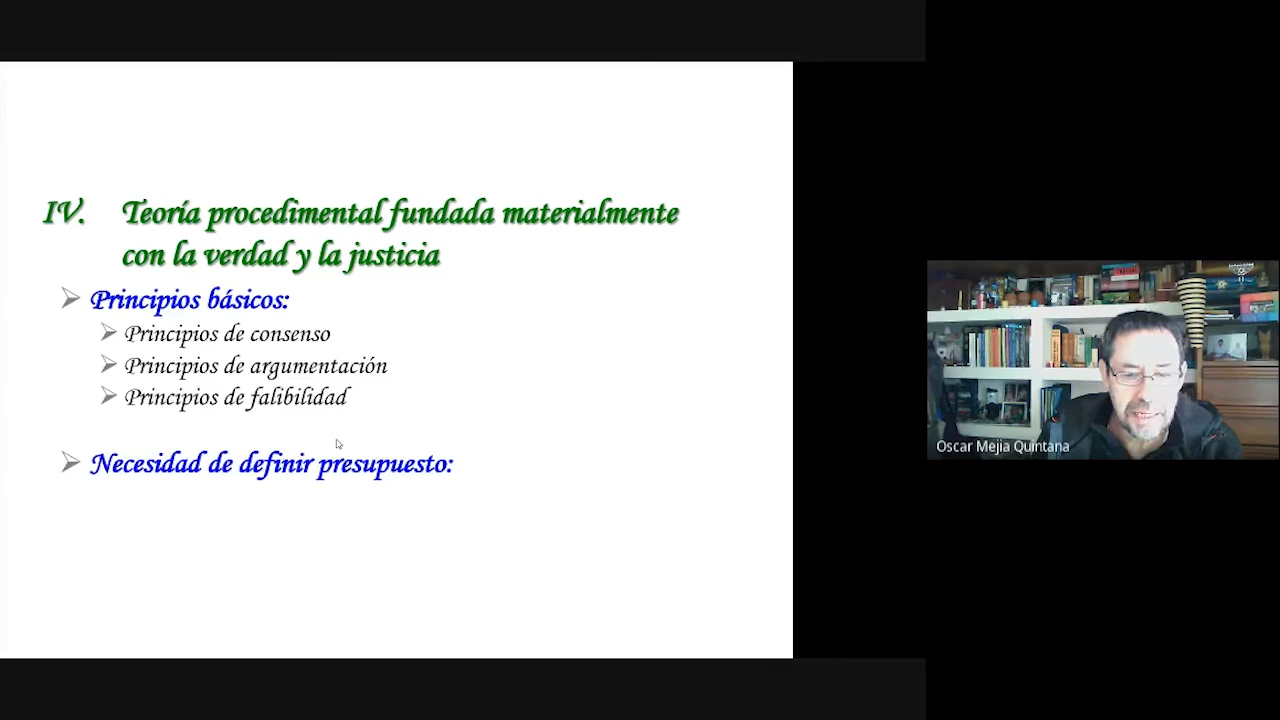 IV. Teoría procedimental fundada materialmente
con la verdad y la justicia
Principios básicos:
Principios de consenso
Principios de argumentación
Principios de falibilidad
Necesidad de definir presupuesto:
Oscar Mejia Quintana